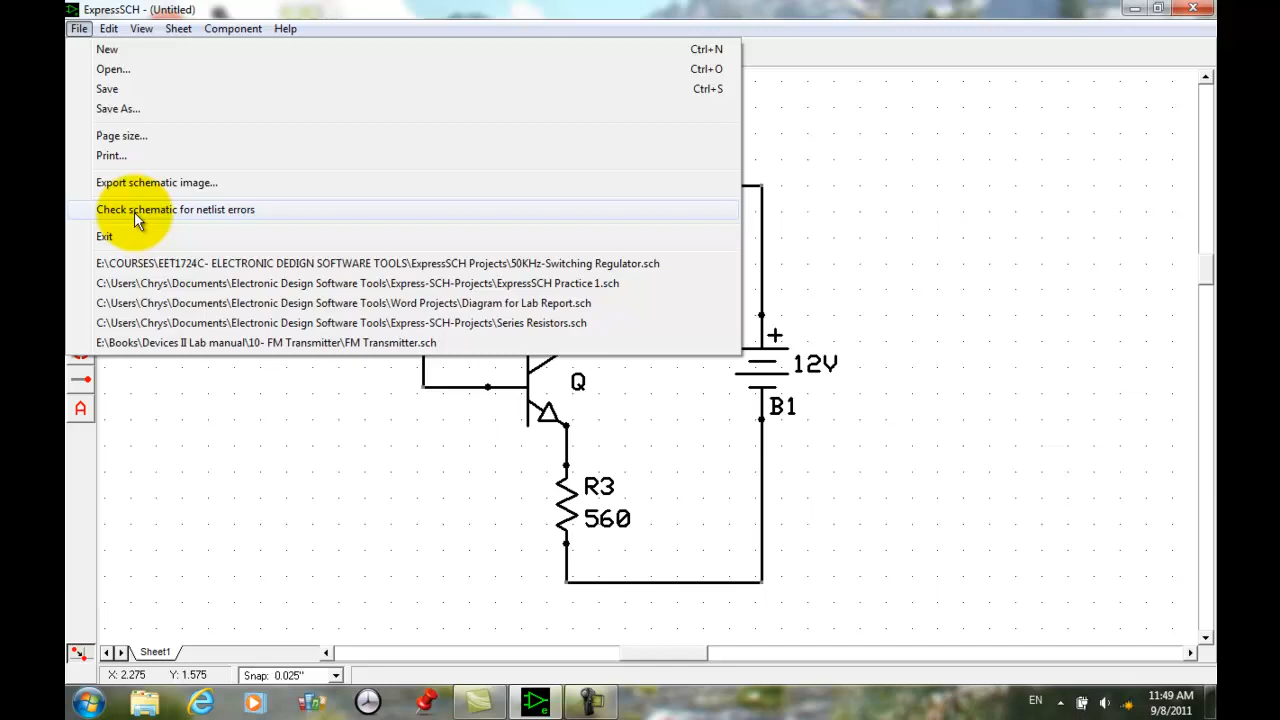 ExpressSCH - (Untitled)
File Edit View Sheet Component Help
New Ctrl+N
Open... Ctrl+O
Save Ctrl+S
Save As...
Page size...
Print...
Export schematic image...
Check schematic for netlist errors
Exit
E:\COURSES\EET1724C- ELECTRONIC DEDIGN SOFTWARE TOOLS\ExpressSCH Projects\50KHz-Switching Regulator.sch
C:\Users\Chrys\Documents\Electronic Design Software Tools\Express-SCH-Projects\ExpressSCH Practice 1.sch
C:\Users\Chrys\Documents\Electronic Design Software Tools\Word Projects\Diagram for Lab Report.sch
C:\Users\Chrys\Documents\Electronic Design Software Tools\Express-SCH-Projects\Series Resistors.sch
E:\Books\Devices II Lab manual\10- FM Transmitter\FM Transmitter.sch
+
12V
Q
B1
A
R3
560
Sheet1
X: 2.275 Y: 1.575 Snap: 0.025"
EN
11:49 AM
9/8/2011